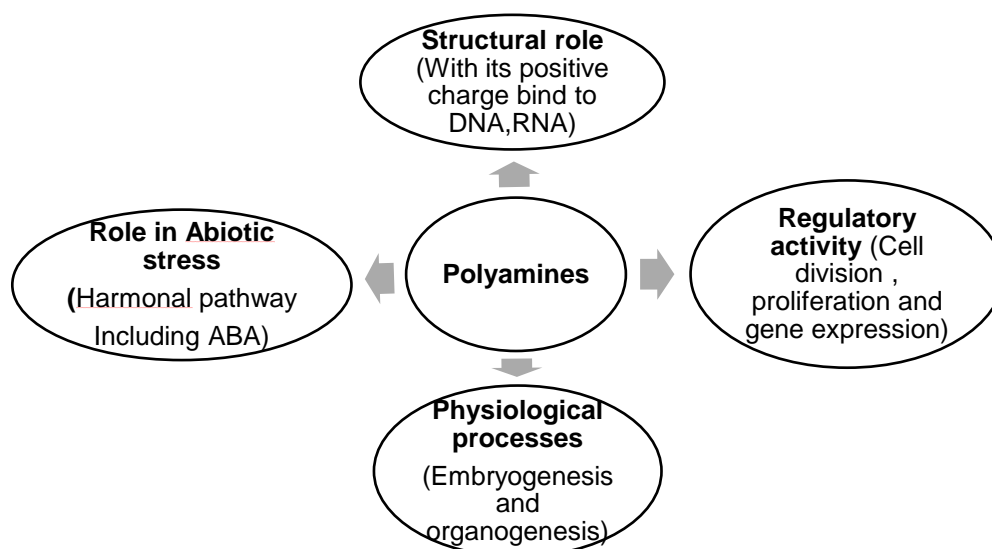 Structural role
(With its positive
charge bind to
DNA,RNA)
Role in Abiotic
stress
(Harmonal pathway
Including ABA)
Polyamines
Regulatory
activity (Cell
division ,
proliferation and
gene expression)
Physiological
processes
(Embryogenesis
and
organogenesis)